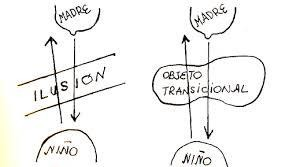 MADRE
ILUSIÓN
NIÑO
MADRE
OBJETO
TRANSICIONAL
NIÑO